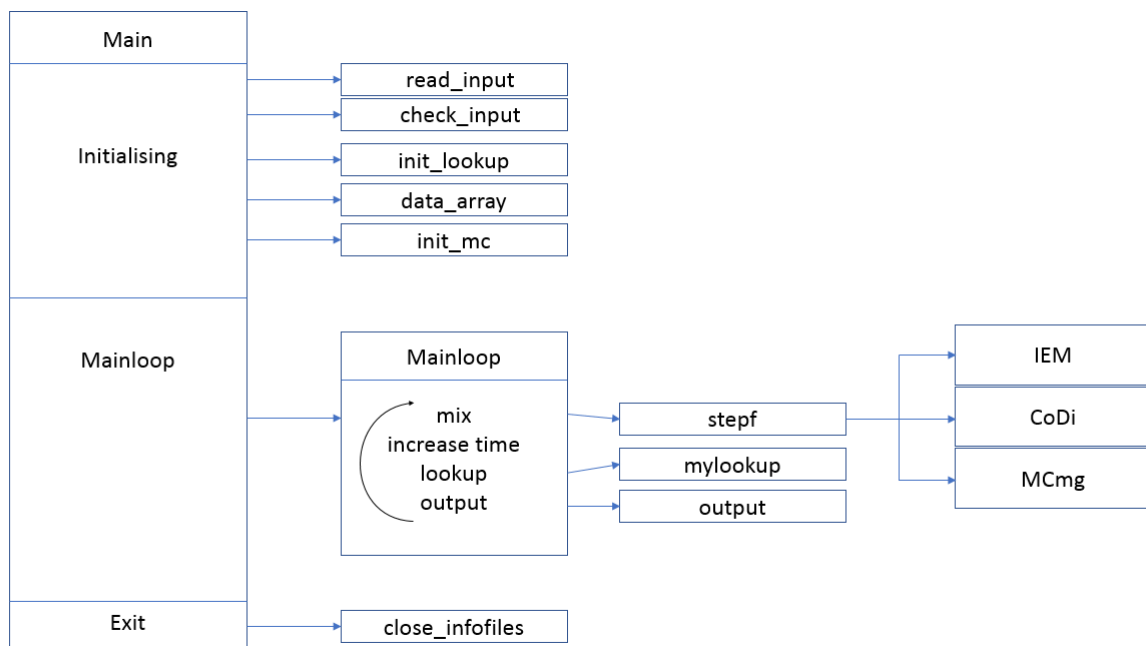 Main
Initialising
read_input
check_input
init_lookup
data_array
init_mc
Mainloop
Mainloop
mix
increase time
lookup
output
stepf
mylookup
output
IEM
CoDi
MCmg
Exit
close_infofiles